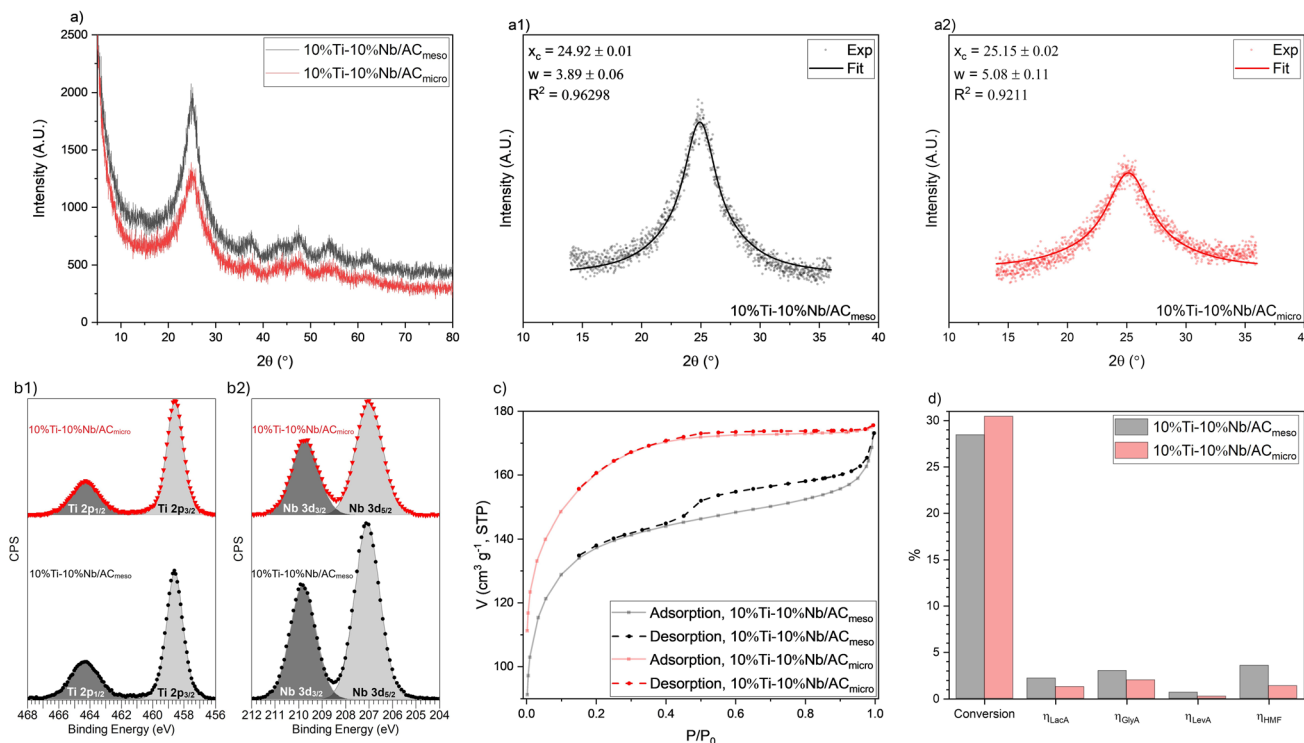 a)
2500
2000
1500
1000
500
0
10 20 30 40 50 60 70 80
Intensity (A.U.)
2θ (°)
10%Ti-10%Nb/ACmeso
10%Ti-10%Nb/ACmicro
a1)
xc = 24.92 ± 0.01
w = 3.89 ± 0.06
R² = 0.96298
Exp
Fit
Intensity (A.U.)
10%Ti-10%Nb/ACmeso
10 15 20 25 30 35 40
2θ (°)
a2)
xc = 25.15 ± 0.02
w = 5.08 ± 0.11
R² = 0.9211
Exp
Fit
Intensity (A.U.)
10%Ti-10%Nb/ACmicro
10 15 20 25 30 35
2θ (°)
b1)
10%Ti-10%Nb/ACmicro
Ti 2p1/2 Ti 2p3/2
10%Ti-10%Nb/ACmeso
Ti 2p1/2 Ti 2p3/2
CPS
468 466 464 462 460 458 456
Binding Energy (eV)
b2)
10%Ti-10%Nb/ACmicro
Nb 3d3/2 Nb 3d5/2
10%Ti-10%Nb/ACmeso
Nb 3d3/2 Nb 3d5/2
CPS
212 211 210 209 208 207 206 205 204
Binding Energy (eV)
c)
180
160
140
120
100
V (cm³ g⁻¹, STP)
Adsorption, 10%Ti-10%Nb/ACmeso
Desorption, 10%Ti-10%Nb/ACmeso
Adsorption, 10%Ti-10%Nb/ACmicro
Desorption, 10%Ti-10%Nb/ACmicro
0.0 0.2 0.4 0.6 0.8 1.0
P/P0
d)
30
25
20
15
10
5
0
%
10%Ti-10%Nb/ACmeso
10%Ti-10%Nb/ACmicro
Conversion ηLacA ηGlyA ηLevA ηHMF